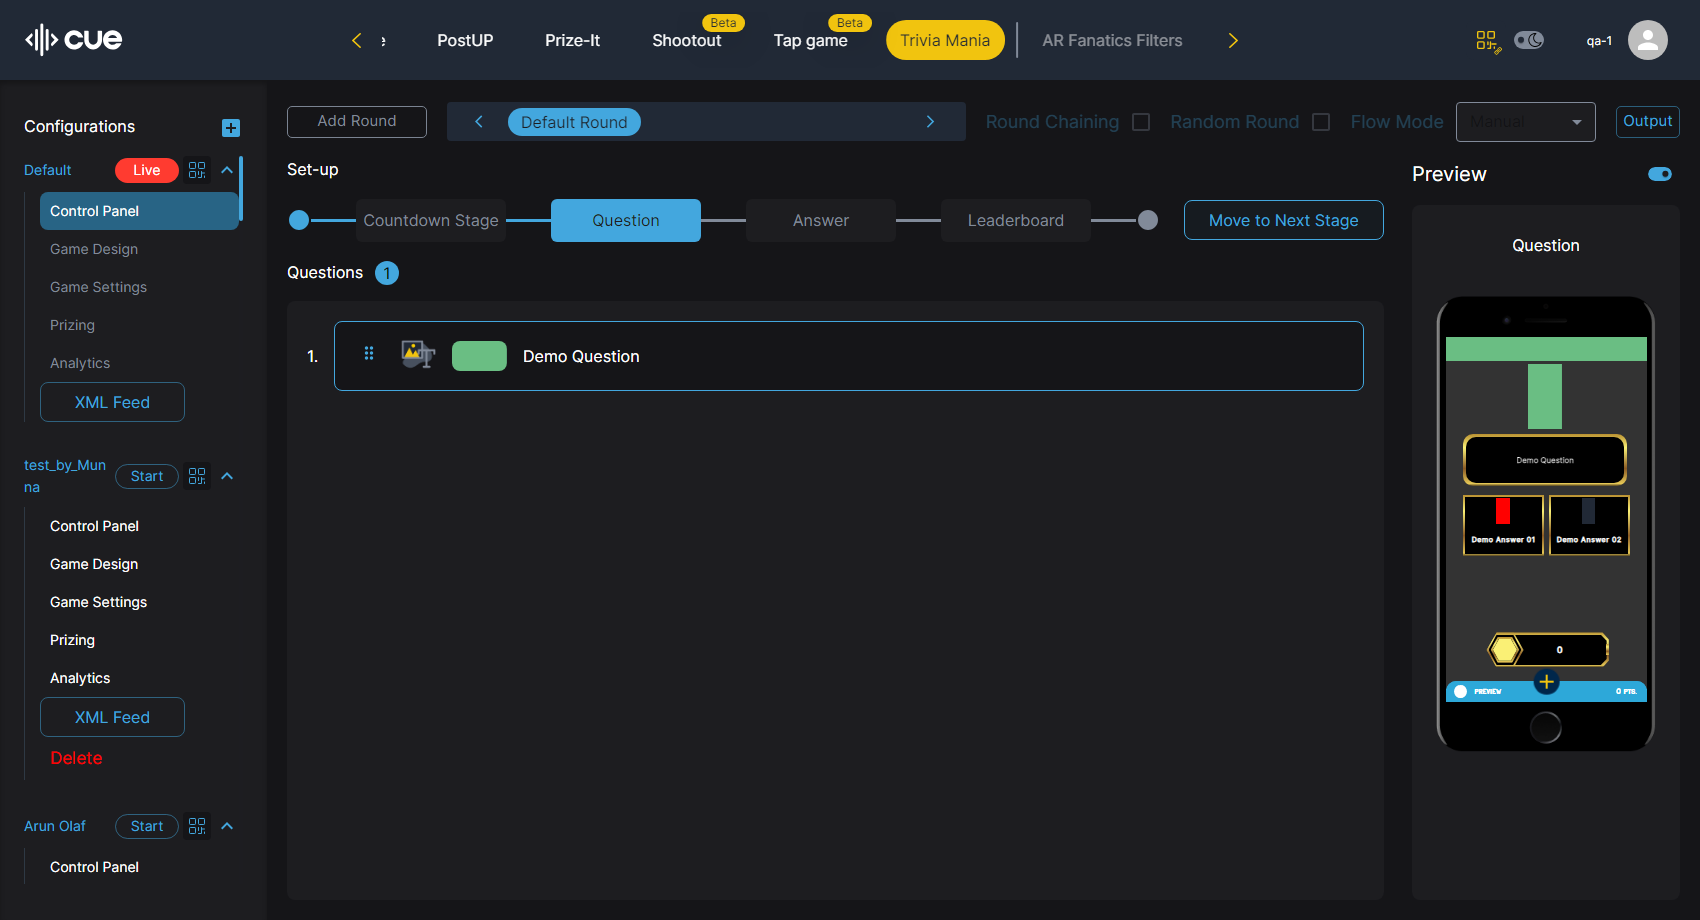 cue
PostUP
Prize-It
Beta
Shootout
Beta
Tap game
Trivia Mania
AR Fanatics Filters
qa-1
Configurations
Default
Live
Control Panel
Game Design
Game Settings
Prizing
Analytics
XML Feed
test_by_Mun
na
Start
Control Panel
Game Design
Game Settings
Prizing
Analytics
XML Feed
Delete
Arun Olaf
Start
Control Panel
Add Round
Default Round
Round Chaining
Random Round
Flow Mode
Manual
Output
Set-up
Countdown Stage
Question
Answer
Leaderboard
Move to Next Stage
Questions 1
1.
Demo Question
Preview
Question
Demo Question
Demo Answer 01
Demo Answer 02
0
PREVIEW
0 PTS.